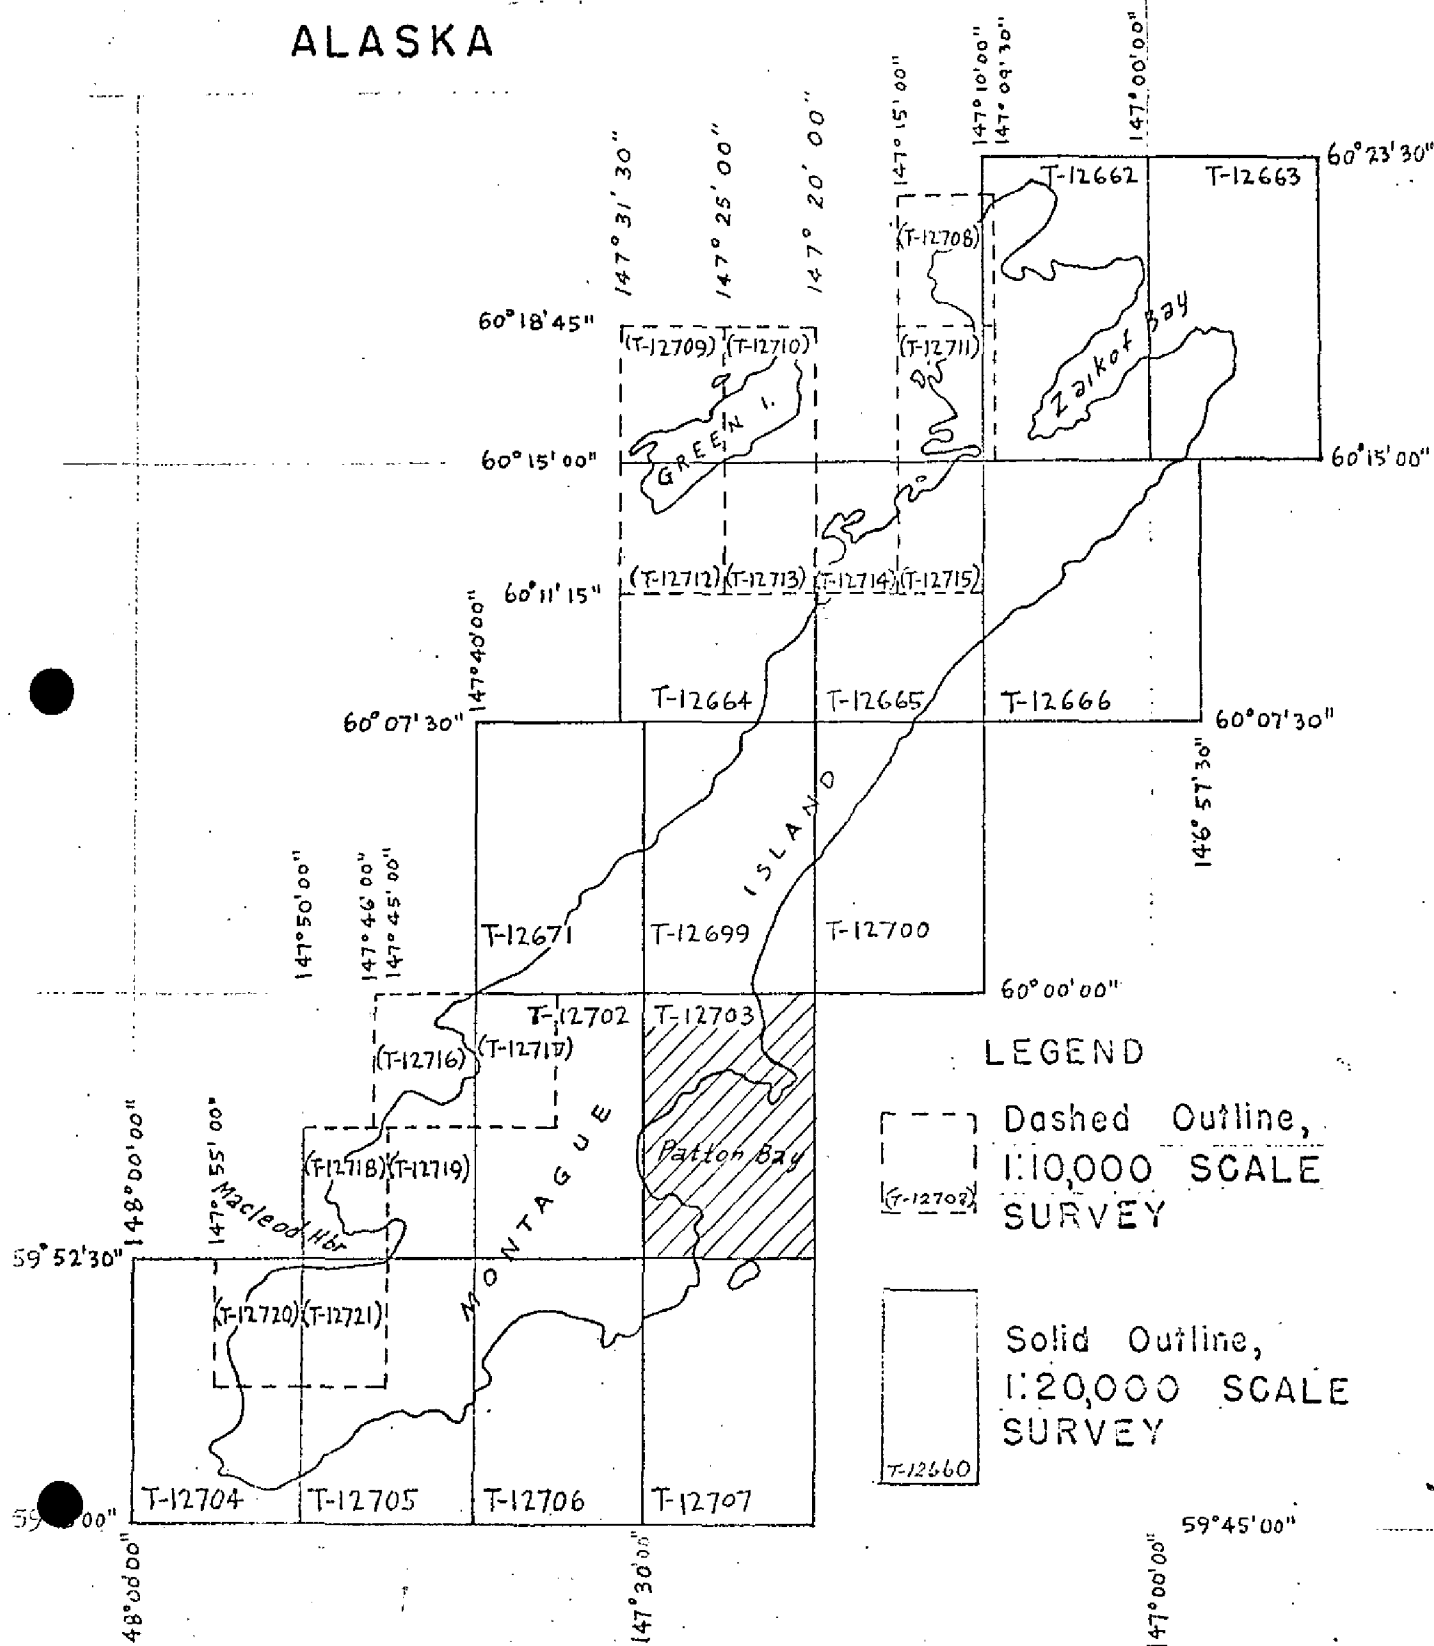 ALASKA
147°31'30"
147°25'00"
147°20'00"
147°15'00"
147°10'00"
147°09'30"
147°00'00"
60°23'30"
T-12662
T-12663
(T-12708)
60°18'45"
(T-12709)
(T-12710)
(T-12711)
Zaikof Bay
GREEN I.
60°15'00"
60°15'00"
(T-12712)
(T-12713)
(T-12714)
(T-12715)
60°11'15"
147°40'00"
T-12664
T-12665
T-12666
60°07'30"
60°07'30"
146°57'30"
MONTAGUE ISLAND
147°50'00"
147°46'00"
147°45'00"
T-12671
T-12699
T-12700
60°00'00"
T-12702
T-12703
(T-12716)
(T-12717)
LEGEND
Dashed Outline,
1:10,000 SCALE
SURVEY
(T-12708)
148°00'00"
147°55'00"
(T-12718)
(T-12719)
Patton Bay
Macleod Hbr
59°52'30"
(T-12720)
(T-12721)
Solid Outline,
1:20,000 SCALE
SURVEY
T-12660
T-12704
T-12705
T-12706
T-12707
59°45'00"
48°00'00"
147°30'00"
147°00'00"